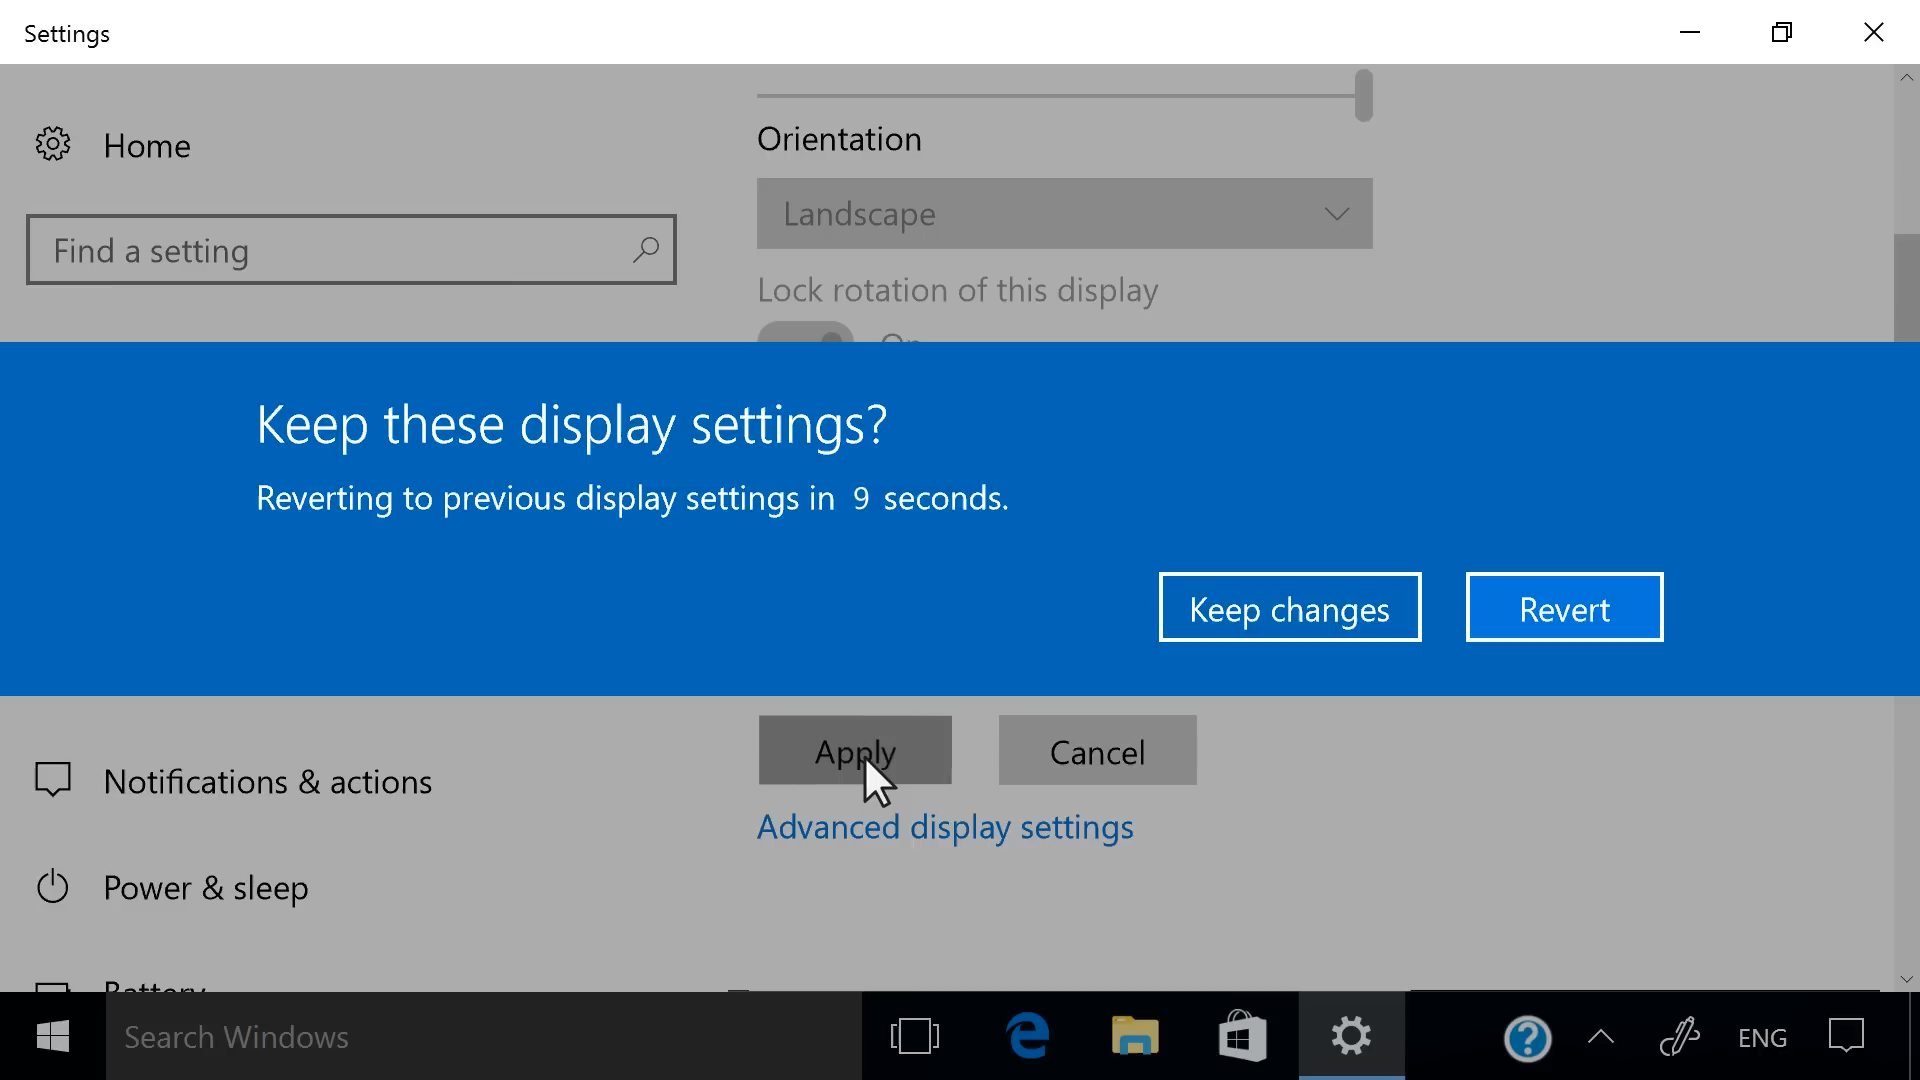 Settings
Home
Find a setting
Orientation
Landscape
Lock rotation of this display
On
Keep these display settings?
Reverting to previous display settings in 9 seconds.
Keep changes
Revert
Apply
Cancel
Advanced display settings
Notifications & actions
Power & sleep
Battery
Search Windows
ENG